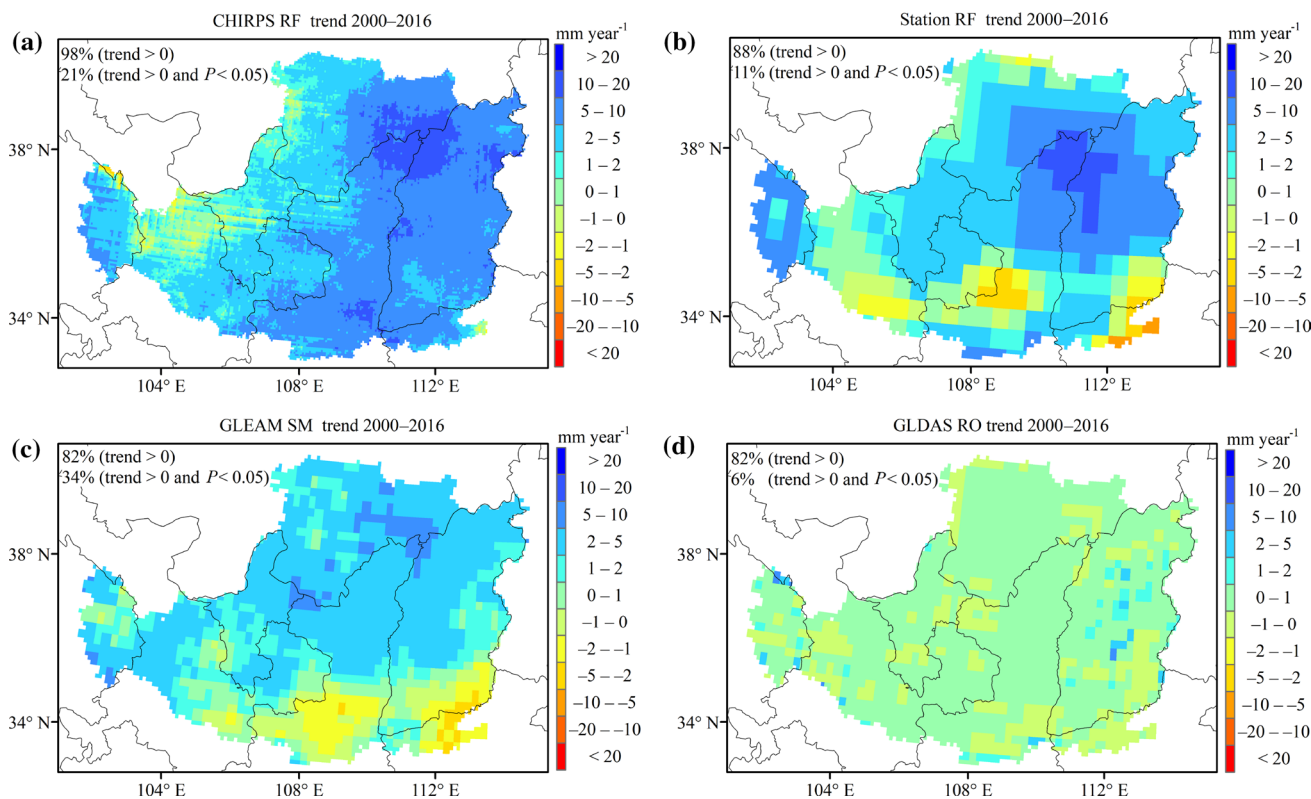 CHIRPS RF trend 2000–2016
(a)
98% (trend > 0)
21% (trend > 0 and P < 0.05)
mm year-1
> 20
10 – 20
5 – 10
2 – 5
1 – 2
0 – 1
–1 – 0
–2 – –1
–5 – –2
–10 – –5
–20 – –10
< 20
38° N
34° N
104° E
108° E
112° E
Station RF trend 2000–2016
(b)
88% (trend > 0)
11% (trend > 0 and P < 0.05)
mm year-1
> 20
10 – 20
5 – 10
2 – 5
1 – 2
0 – 1
–1 – 0
–2 – –1
–5 – –2
–10 – –5
–20 – –10
< 20
38° N
34° N
104° E
108° E
112° E
GLEAM SM trend 2000–2016
(c)
82% (trend > 0)
34% (trend > 0 and P < 0.05)
mm year-1
> 20
10 – 20
5 – 10
2 – 5
1 – 2
0 – 1
–1 – 0
–2 – –1
–5 – –2
–10 – –5
–20 – –10
< 20
38° N
34° N
104° E
108° E
112° E
GLDAS RO trend 2000–2016
(d)
82% (trend > 0)
6% (trend > 0 and P < 0.05)
mm year-1
> 20
10 – 20
5 – 10
2 – 5
1 – 2
0 – 1
–1 – 0
–2 – –1
–5 – –2
–10 – –5
–20 – –10
< 20
38° N
34° N
104° E
108° E
112° E